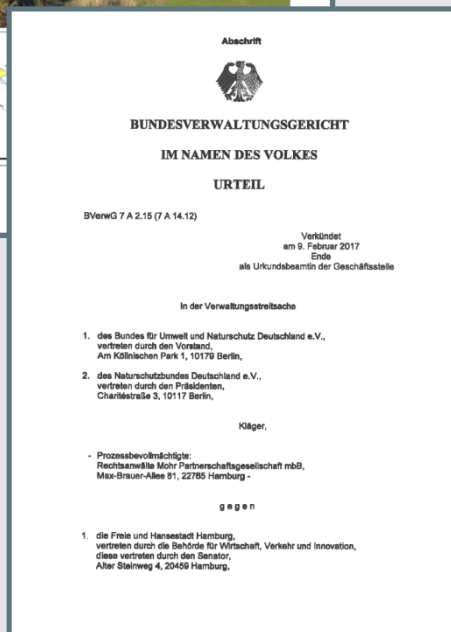 Abschrift
BUNDESVERWALTUNGSGERICHT
IM NAMEN DES VOLKES
URTEIL
BVerwG 7 A 2.15 (7 A 14.12)
Verkündet
am 9. Februar 2017
Ende
als Urkundsbeamtin der Geschäftsstelle
In der Verwaltungsstreitsache
1. des Bundes für Umwelt und Naturschutz Deutschland e.V.,
vertreten durch den Vorstand,
Am Köllnischen Park 1, 10179 Berlin,
2. des Naturschutzbundes Deutschland e.V.,
vertreten durch den Präsidenten,
Charitéstraße 3, 10117 Berlin,
Kläger,
- Prozessbevollmächtigte:
Rechtsanwälte Mohr Partnerschaftsgesellschaft mbB,
Max-Brauer-Allee 81, 22765 Hamburg -
g e g e n
1. die Freie und Hansestadt Hamburg,
vertreten durch die Behörde für Wirtschaft, Verkehr und Innovation,
diese vertreten durch den Senator,
Alter Steinweg 4, 20459 Hamburg,